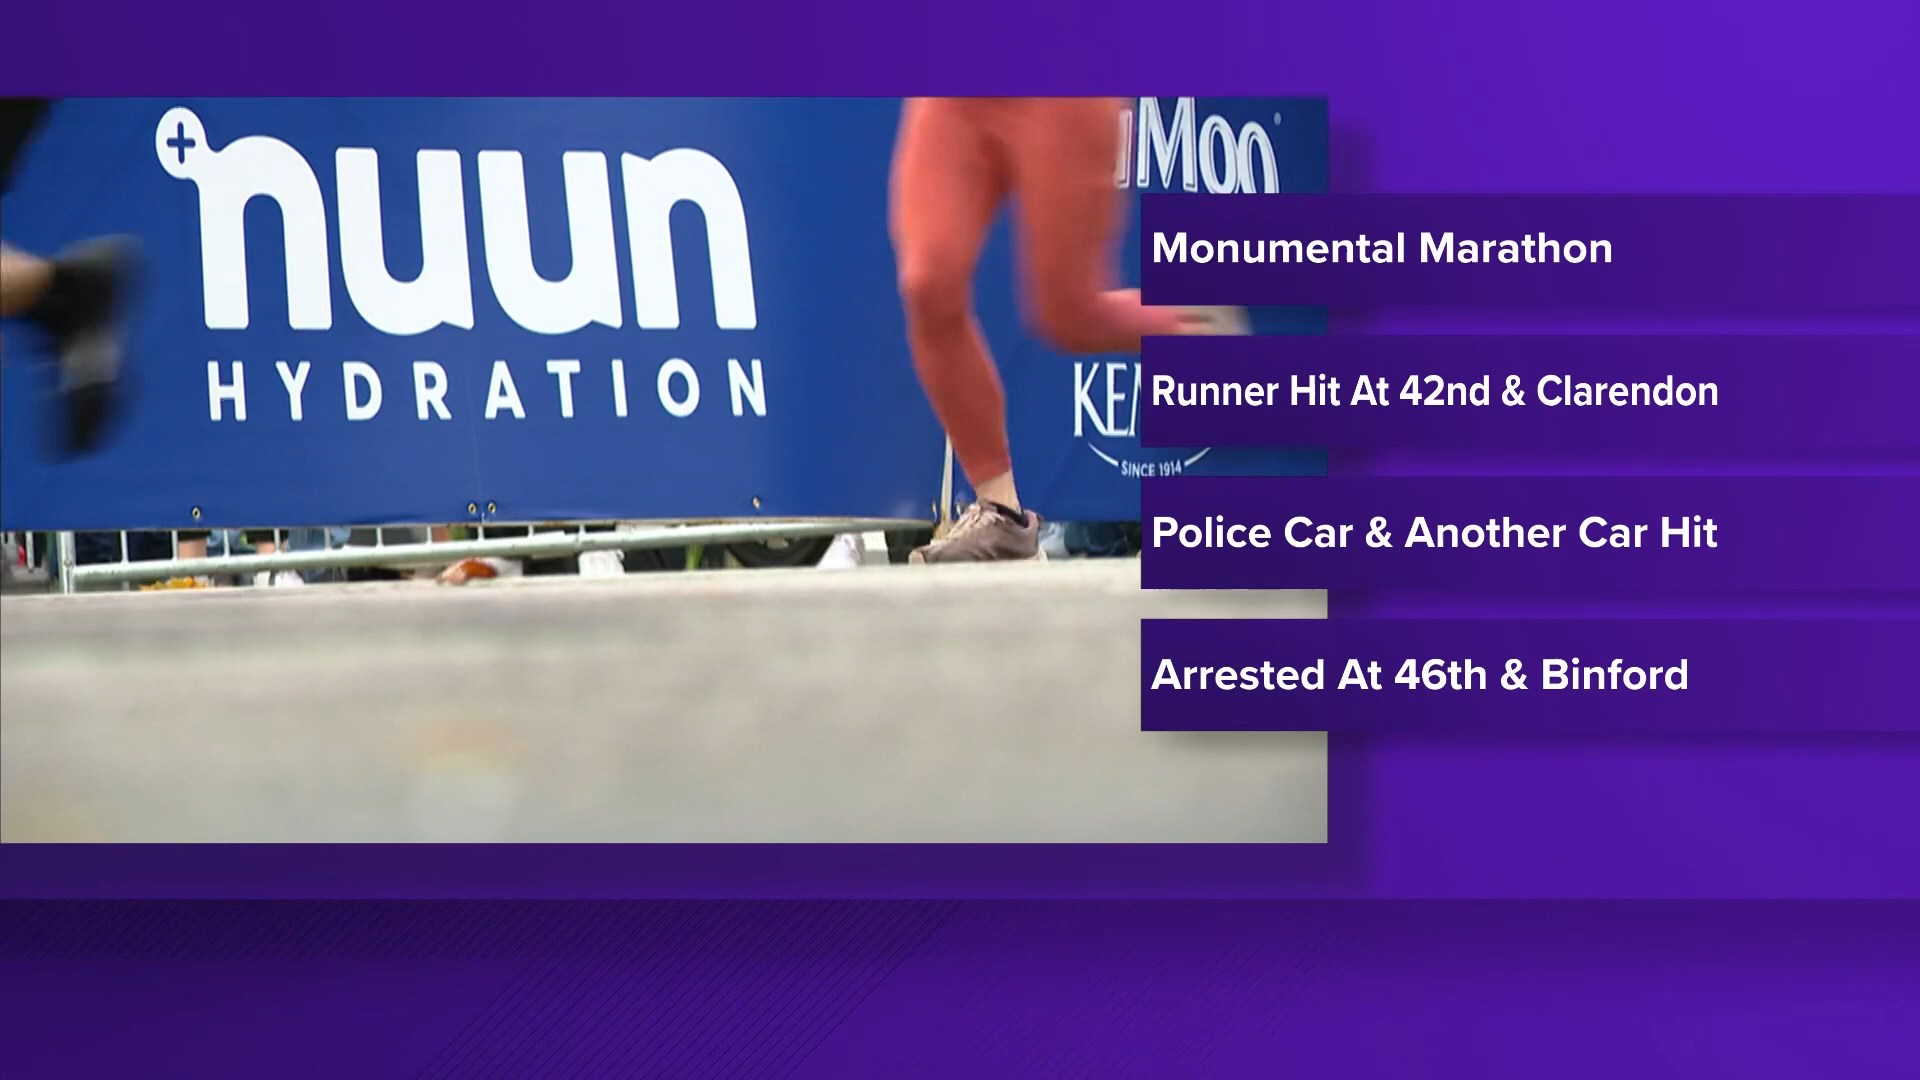 nuun
HYDRATION
SINCE 1914
Monumental Marathon
Runner Hit At 42nd & Clarendon
Police Car & Another Car Hit
Arrested At 46th & Binford